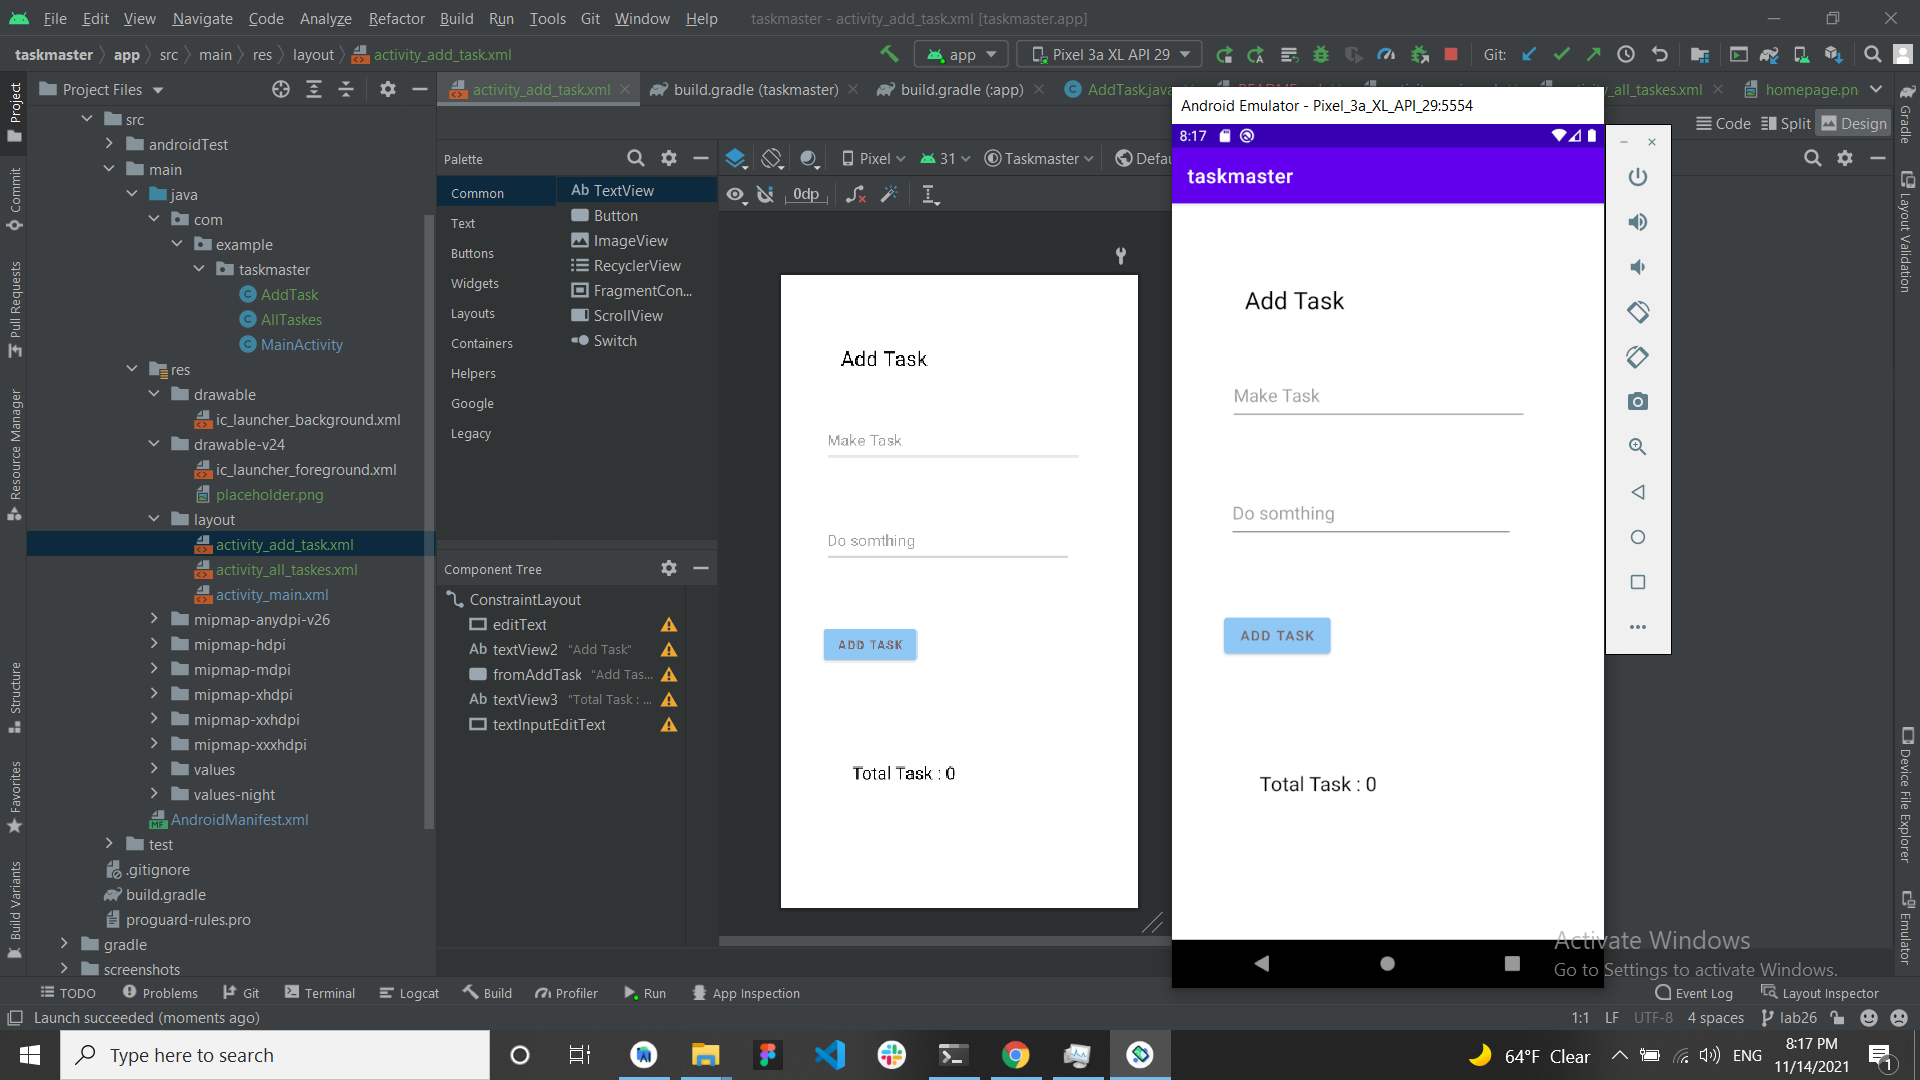 File Edit View Navigate Code Analyze Refactor Build Run Tools Git Window Help taskmaster - activity_add_task.xml [taskmaster.app]
taskmaster app src main res layout activity_add_task.xml app Pixel 3a XL API 29 Git:
Project Files
activity_add_task.xml build.gradle (taskmaster) build.gradle (:app) AddTask.java _all_taskes.xml homepage.pn
Code Split Design
Project
Commit
Pull Requests
Resource Manager
Structure
Favorites
Build Variants
src
androidTest
main
java
com
example
taskmaster
AddTask
AllTaskes
MainActivity
res
drawable
ic_launcher_background.xml
drawable-v24
ic_launcher_foreground.xml
placeholder.png
layout
activity_add_task.xml
activity_all_taskes.xml
activity_main.xml
mipmap-anydpi-v26
mipmap-hdpi
mipmap-mdpi
mipmap-xhdpi
mipmap-xxhdpi
mipmap-xxxhdpi
values
values-night
AndroidManifest.xml
test
.gitignore
build.gradle
proguard-rules.pro
gradle
screenshots
Palette
Common
Text
Buttons
Widgets
Layouts
Containers
Helpers
Google
Legacy
Ab TextView
Button
ImageView
RecyclerView
FragmentCon...
ScrollView
Switch
Component Tree
ConstraintLayout
editText
Ab textView2 "Add Task"
fromAddTask "Add Tas...
Ab textView3 "Total Task : ...
textInputEditText
Pixel 31 Taskmaster Defau
0dp
Add Task
Make Task
Do somthing
ADD TASK
Total Task : 0
Android Emulator - Pixel_3a_XL_API_29:5554
8:17
taskmaster
Add Task
Make Task
Do somthing
ADD TASK
Total Task : 0
Gradle
Layout Validation
Device File Explorer
Emulator
Activate Windows
Go to Settings to activate Windows.
TODO Problems Git Terminal Logcat Build Profiler Run App Inspection Event Log Layout Inspector
Launch succeeded (moments ago) 1:1 LF UTF-8 4 spaces lab26
Type here to search 64°F Clear ENG 8:17 PM
11/14/2021
1